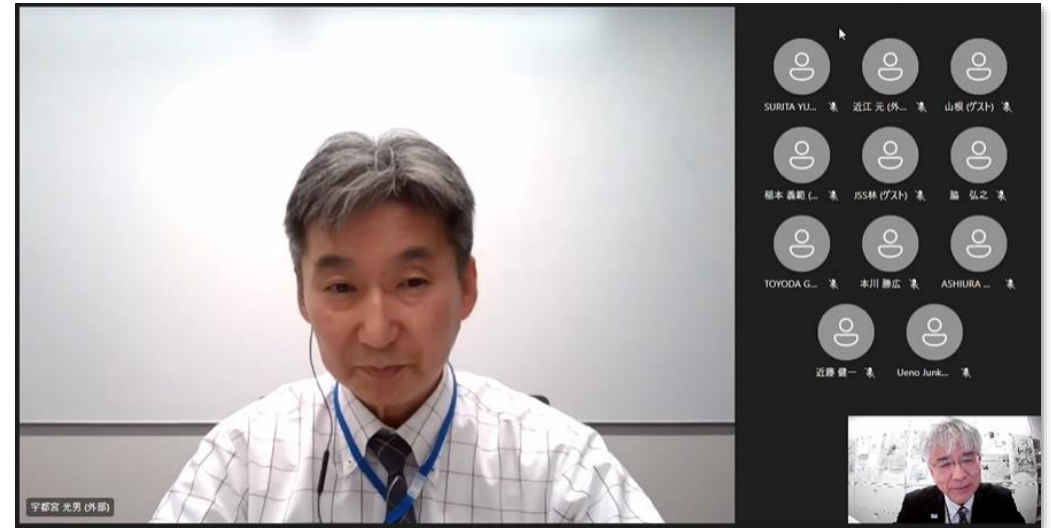 SURITA YU...
近江 元 (外...
山根 (ゲスト)
稲本 義範 (...
JSS林 (ゲスト)
脇 弘之
TOYODA G...
本川 勝広
ASHIURA ...
近藤 健一
Ueno Junk...
宇都宮 光男 (外部)